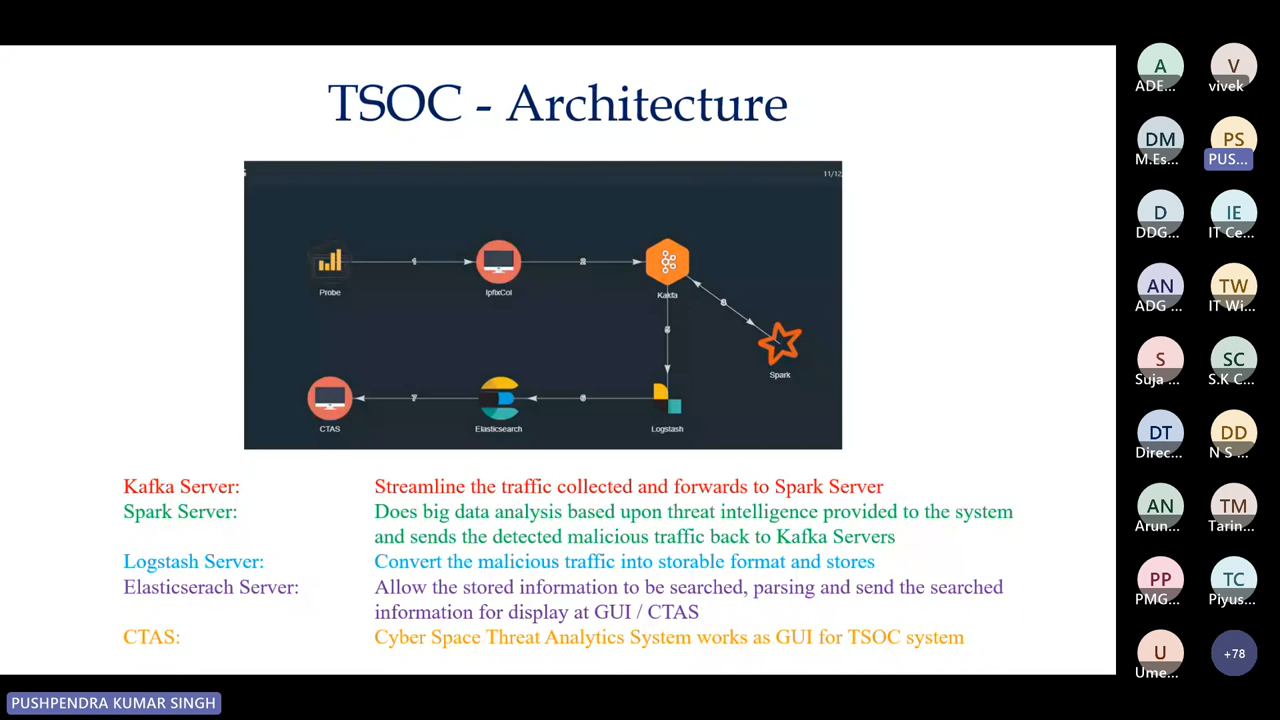 TSOC - Architecture
11/12
1
2
Probe
IpfixCol
Kakfa
Spark
7
6
CTAS
Elasticsearch
Logstash
Kafka Server: Streamline the traffic collected and forwards to Spark Server
Spark Server: Does big data analysis based upon threat intelligence provided to the system
and sends the detected malicious traffic back to Kafka Servers
Logstash Server: Convert the malicious traffic into storable format and stores
Elasticserach Server: Allow the stored information to be searched, parsing and send the searched
information for display at GUI / CTAS
CTAS: Cyber Space Threat Analytics System works as GUI for TSOC system
A V
ADE... vivek
DM PS
M.Es... PUS...
D IE
DDG... IT Ce...
AN TW
ADG ... IT Wi...
S SC
Suja ... S.K C...
DT DD
Direc... N S ...
AN TM
Arun... Tarin...
PP TC
PMG... Piyus...
U +78
Ume...
PUSHPENDRA KUMAR SINGH